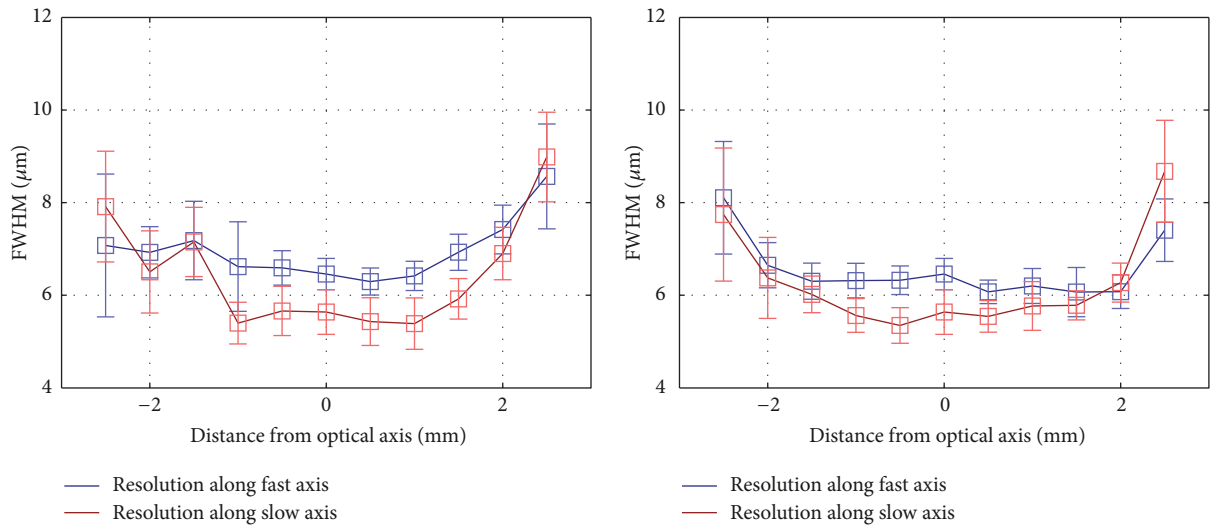 12
10
8
6
4
FWHM (μm)
−2
0
2
Distance from optical axis (mm)
Resolution along fast axis
Resolution along slow axis
12
10
8
6
4
FWHM (μm)
−2
0
2
Distance from optical axis (mm)
Resolution along fast axis
Resolution along slow axis